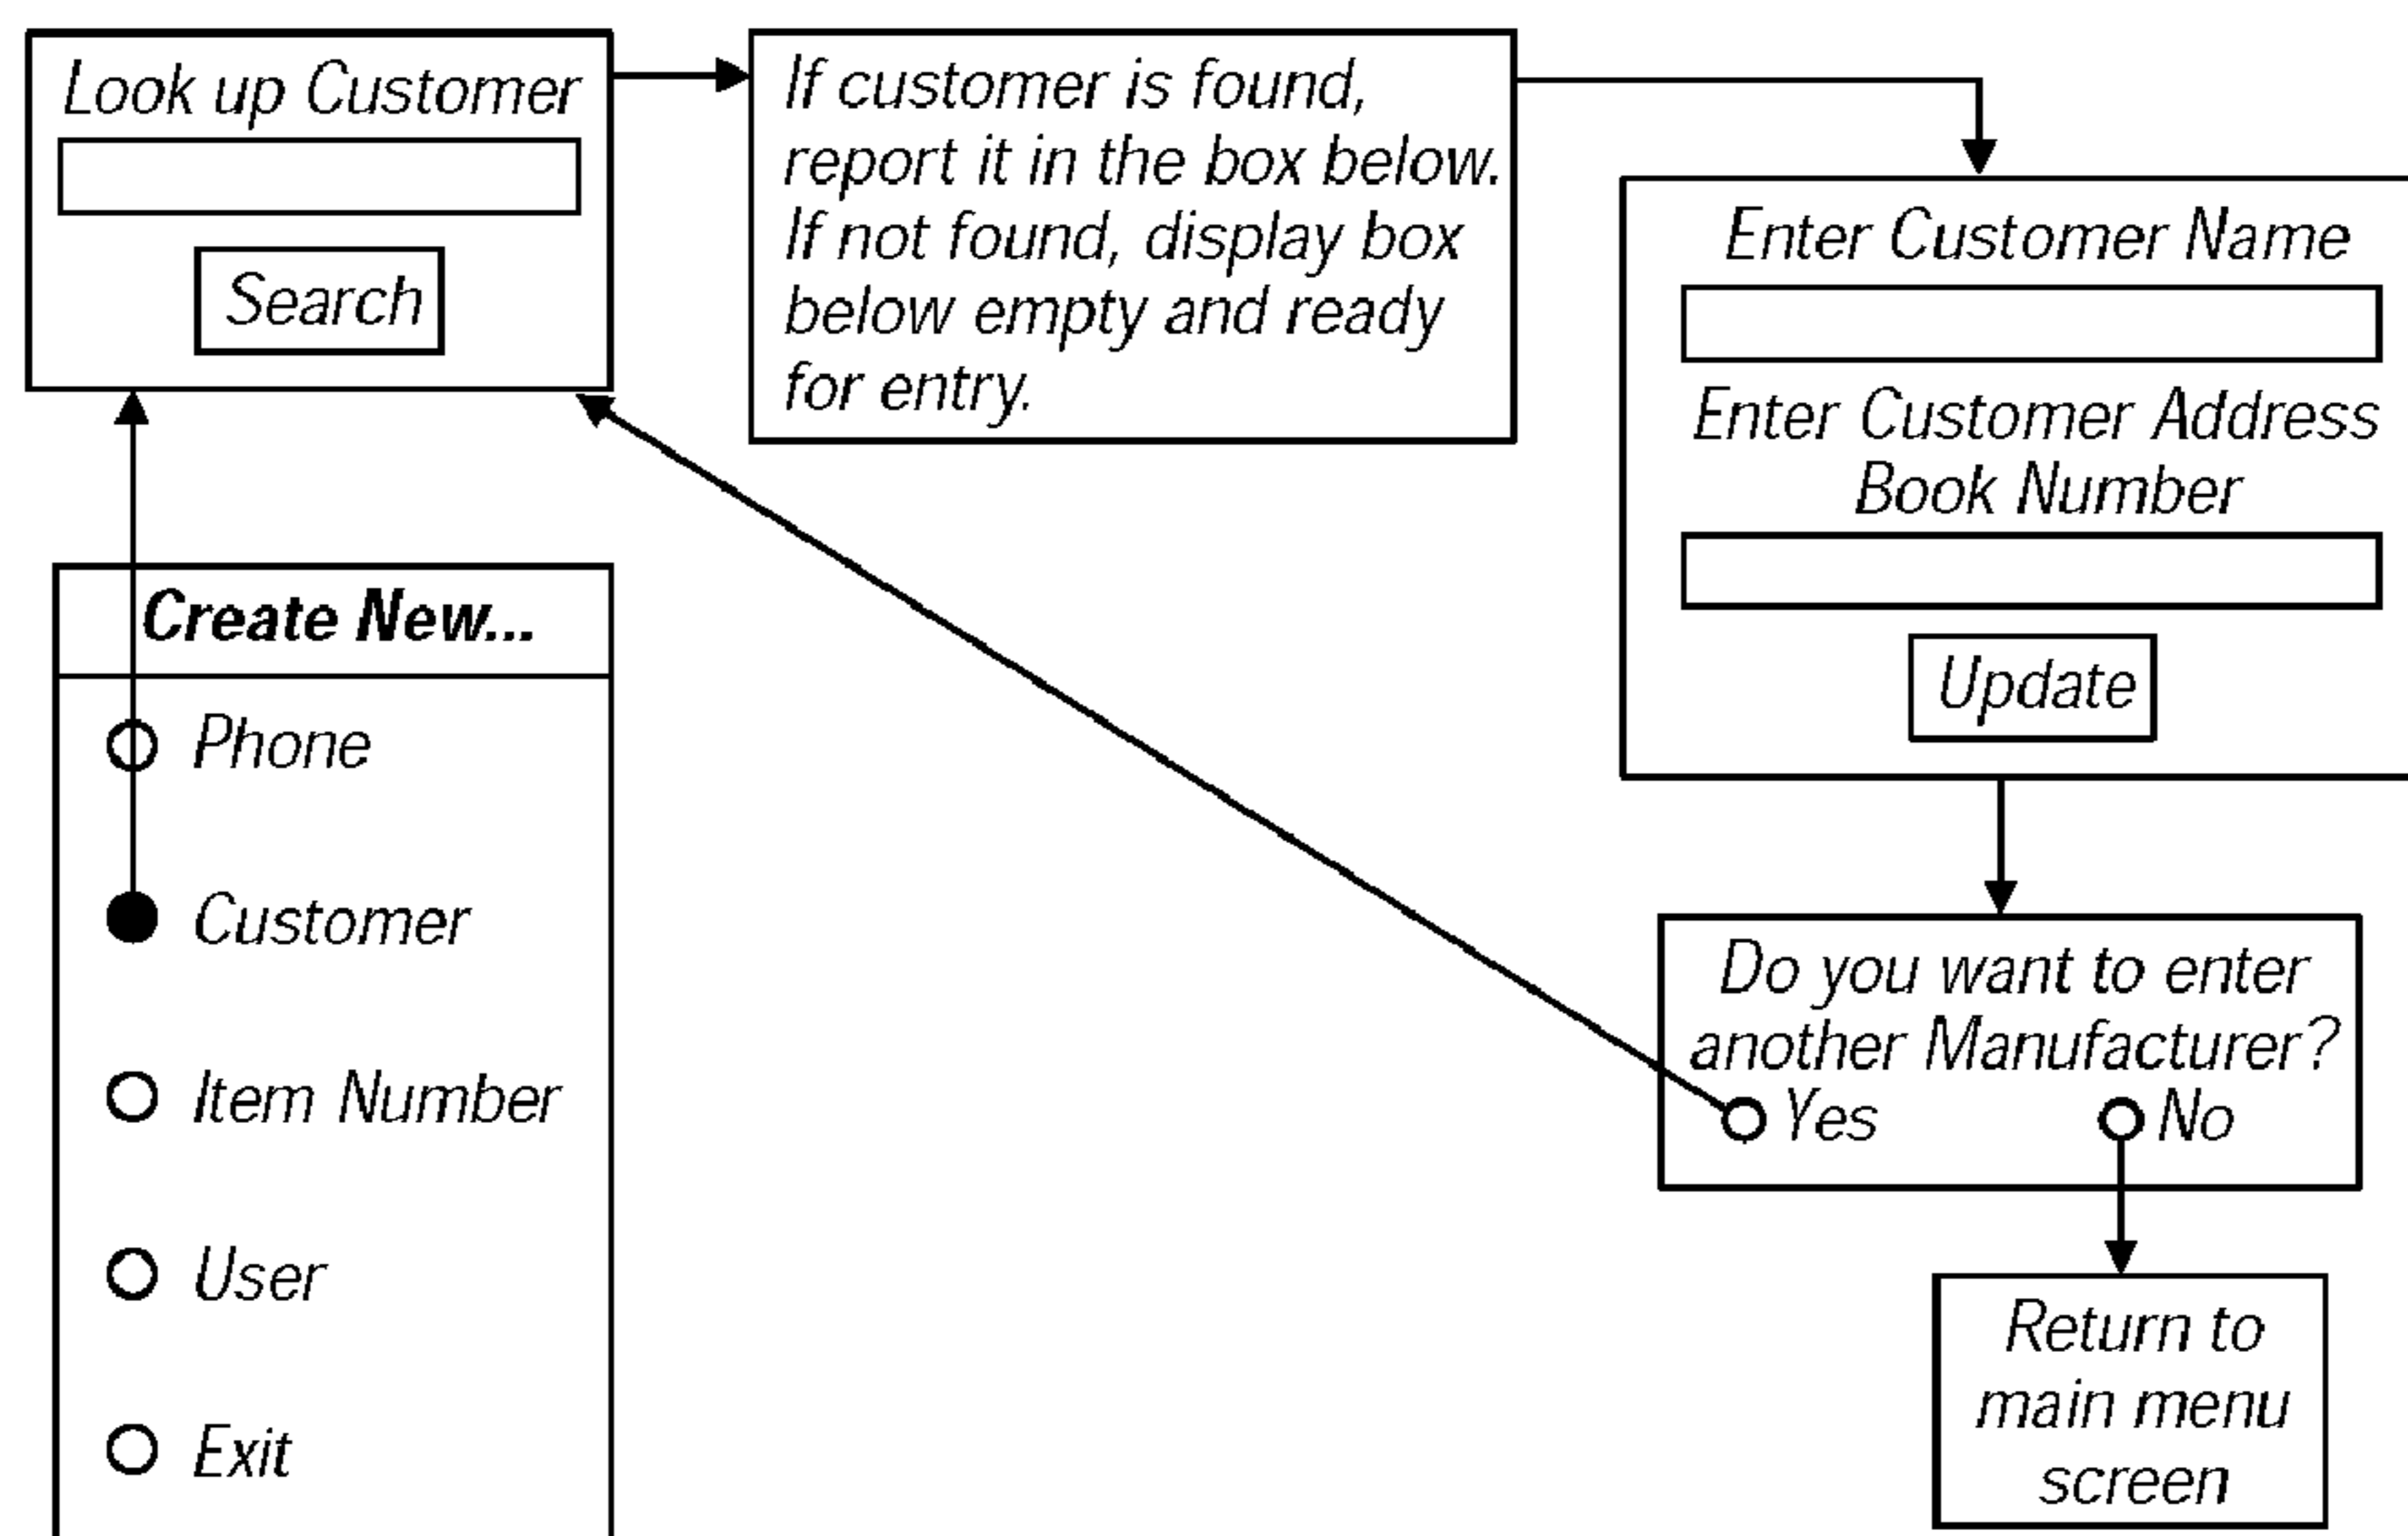 Look up Customer
Search
If customer is found,
report it in the box below.
If not found, display box
below empty and ready
for entry.
Enter Customer Name
Enter Customer Address
Book Number
Update
Create New...
Phone
Customer
Item Number
User
Exit
Do you want to enter
another Manufacturer?
Yes No
Return to
main menu
screen